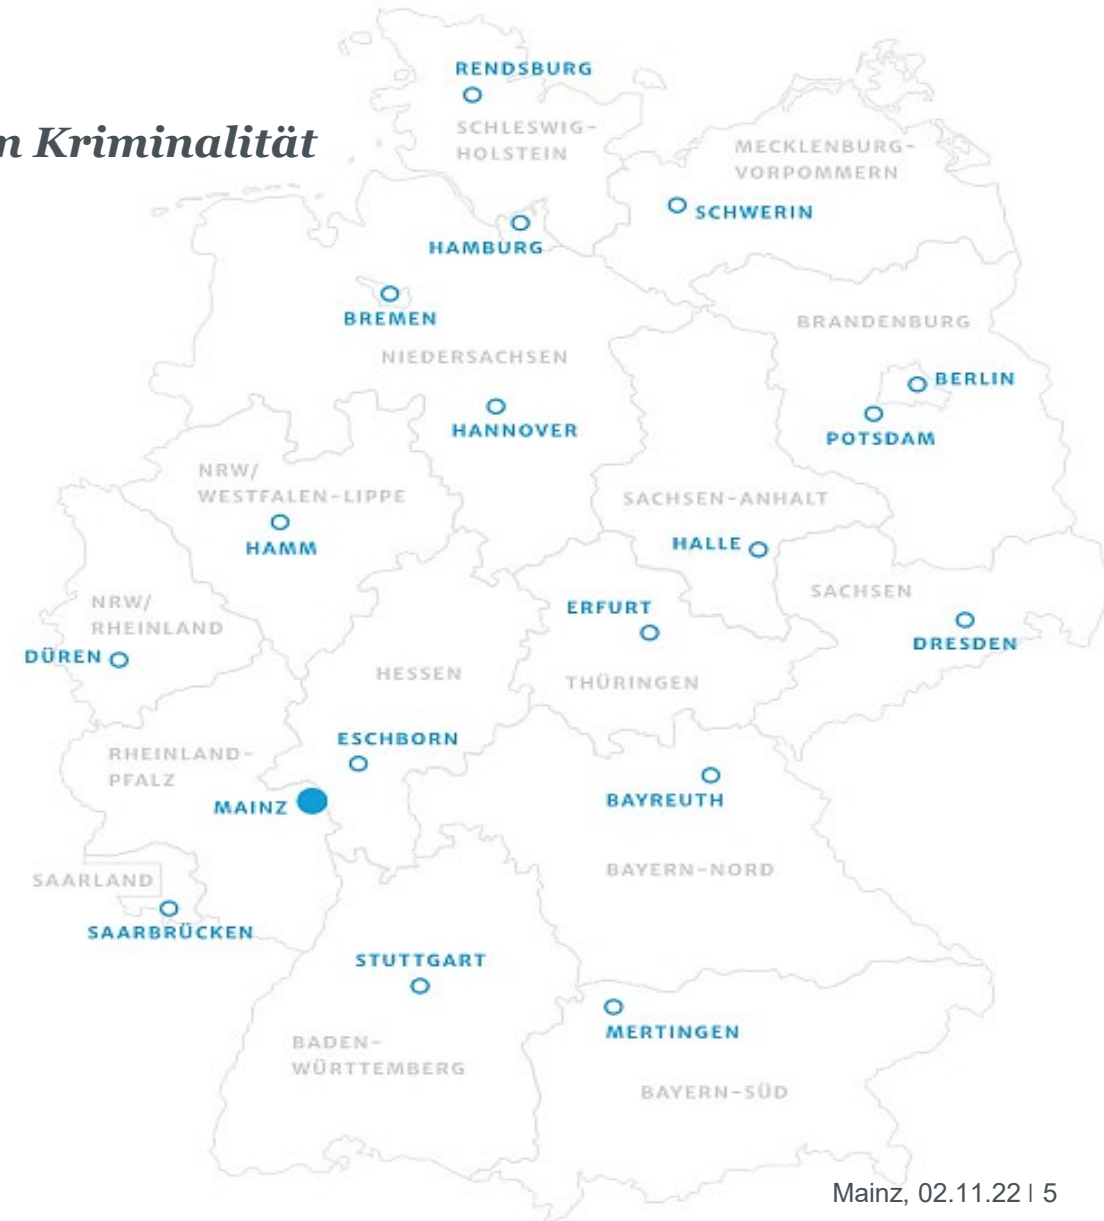 n Kriminalität
RENDSBURG
SCHLESWIG-
HOLSTEIN
MECKLENBURG-
VORPOMMERN
SCHWERIN
HAMBURG
BREMEN
NIEDERSACHSEN
BRANDENBURG
BERLIN
HANNOVER
POTSDAM
NRW/
WESTFALEN-LIPPE
SACHSEN-ANHALT
HAMM
HALLE
SACHSEN
NRW/
RHEINLAND
ERFURT
DRESDEN
DÜREN
HESSEN
THÜRINGEN
ESCHBORN
RHEINLAND-
PFALZ
MAINZ
BAYREUTH
BAYERN-NORD
SAARLAND
SAARBRÜCKEN
STUTTGART
MERTINGEN
BADEN-
WÜRTTEMBERG
BAYERN-SÜD
Mainz, 02.11.22 | 5